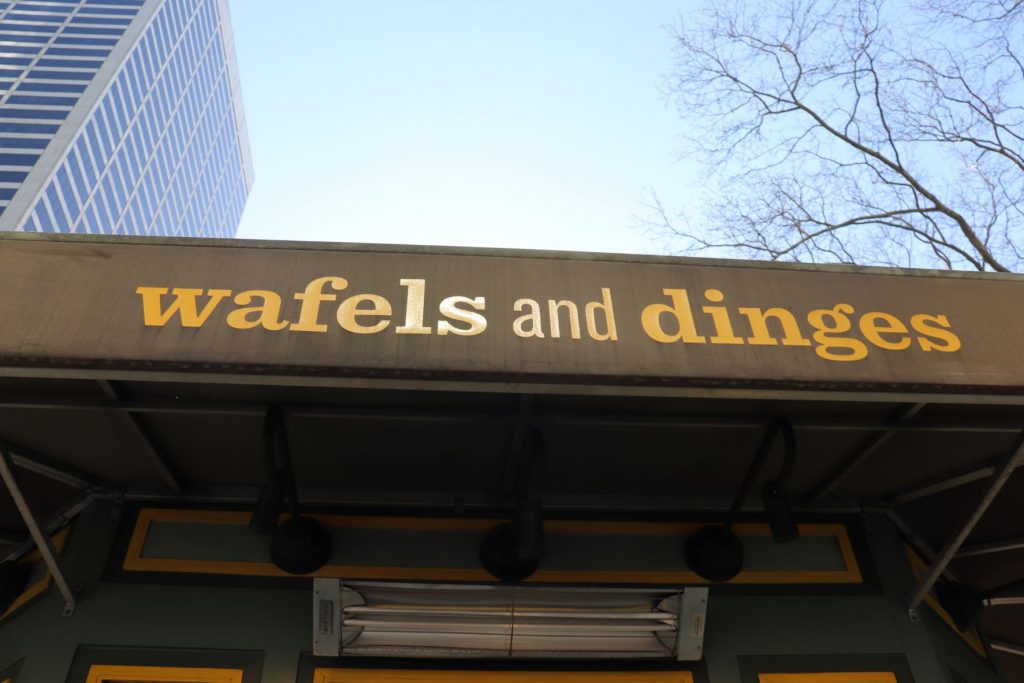 wafels and dinges